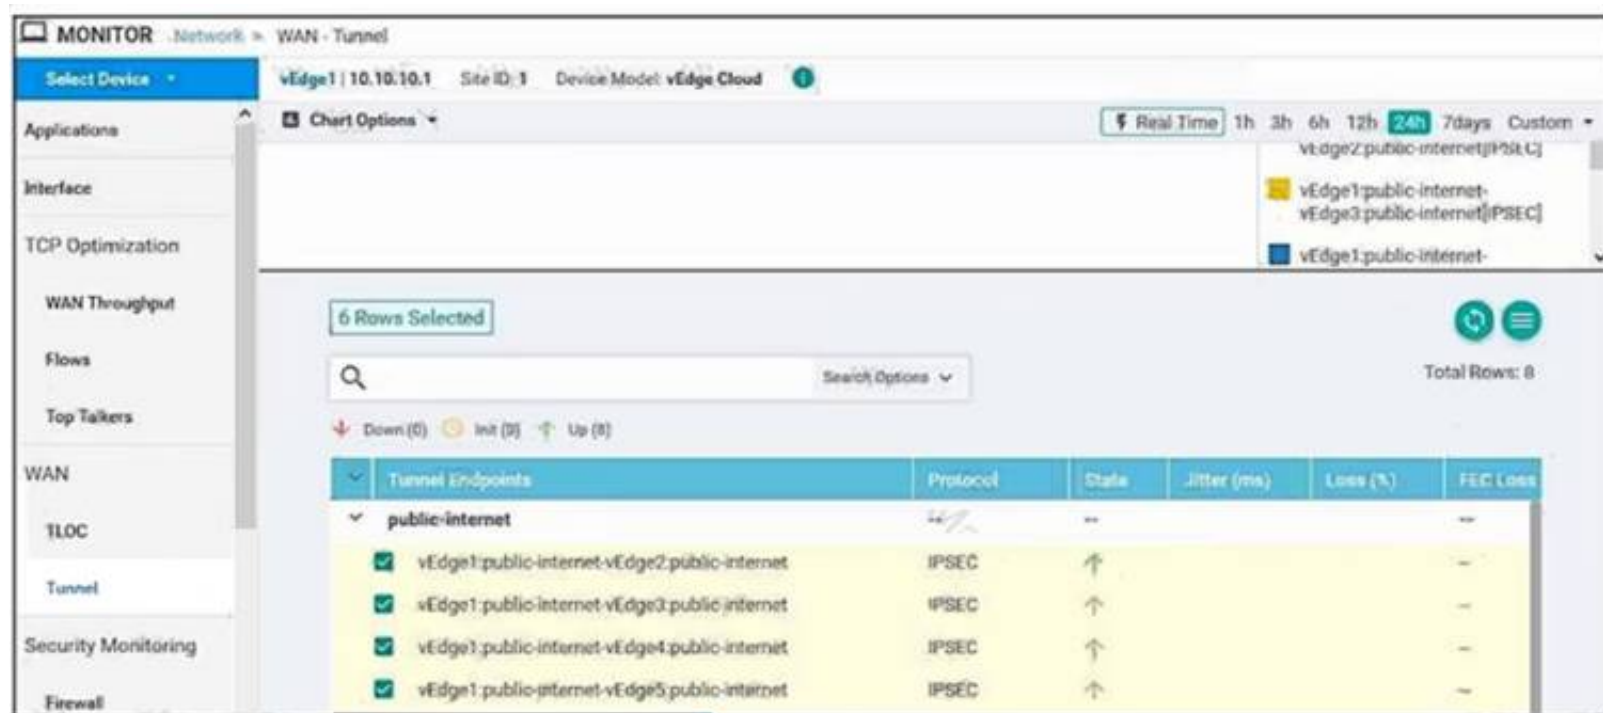 MONITOR Network > WAN - Tunnel
Select Device
vEdge1 | 10.10.10.1 Site ID: 1 Device Model: vEdge Cloud
Chart Options
Real Time 1h 3h 6h 12h 24h 7days Custom
vEdge2:public-internet[IPSEC]
vEdge1:public-internet-
vEdge3:public-internet[IPSEC]
vEdge1:public-internet-
Applications
Interface
TCP Optimization
WAN Throughput
Flows
Top Talkers
WAN
TLOC
Tunnel
Security Monitoring
Firewall
6 Rows Selected
Search Options
Total Rows: 8
Down (0) Init (0) Up (8)
Tunnel Endpoints Protocol State Jitter (ms) Loss (%) FEC Loss
public-internet -- -- --
vEdge1:public-internet-vEdge2:public-internet IPSEC --
vEdge1:public-internet-vEdge3:public-internet IPSEC --
vEdge1:public-internet-vEdge4:public-internet IPSEC --
vEdge1:public-internet-vEdge5:public-internet IPSEC --